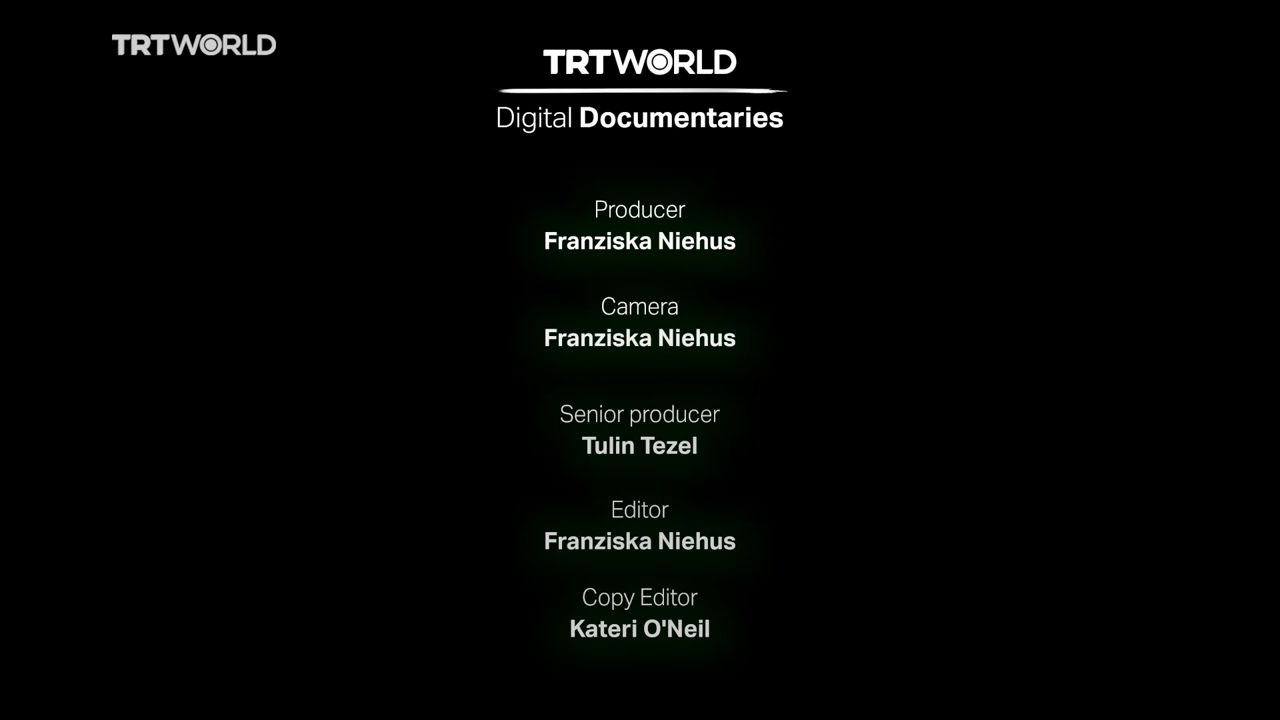 TRTWORLD
TRTWORLD
Digital Documentaries
Producer
Franziska Niehus
Camera
Franziska Niehus
Senior producer
Tulin Tezel
Editor
Franziska Niehus
Copy Editor
Kateri O'Neil